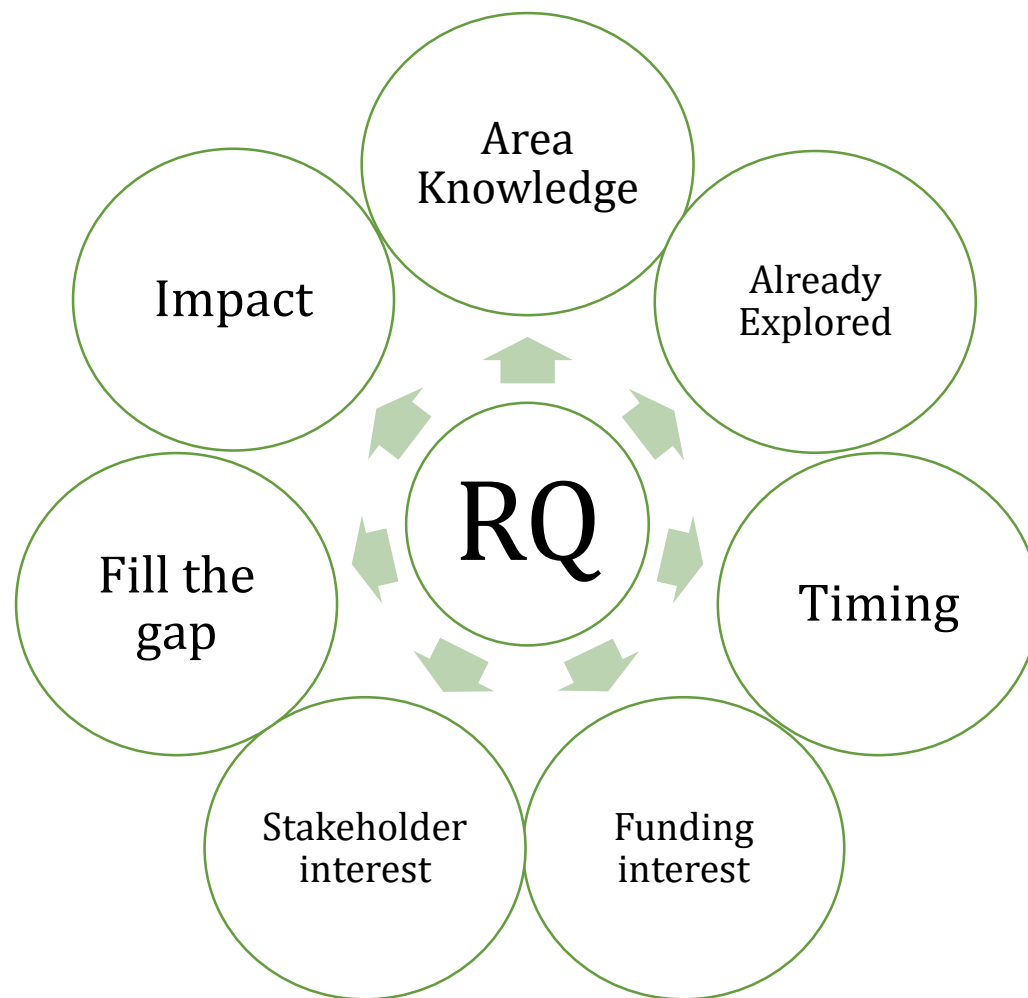 Area
Knowledge
Already
Explored
Timing
Funding
interest
Stakeholder
interest
Fill the
gap
Impact
RQ